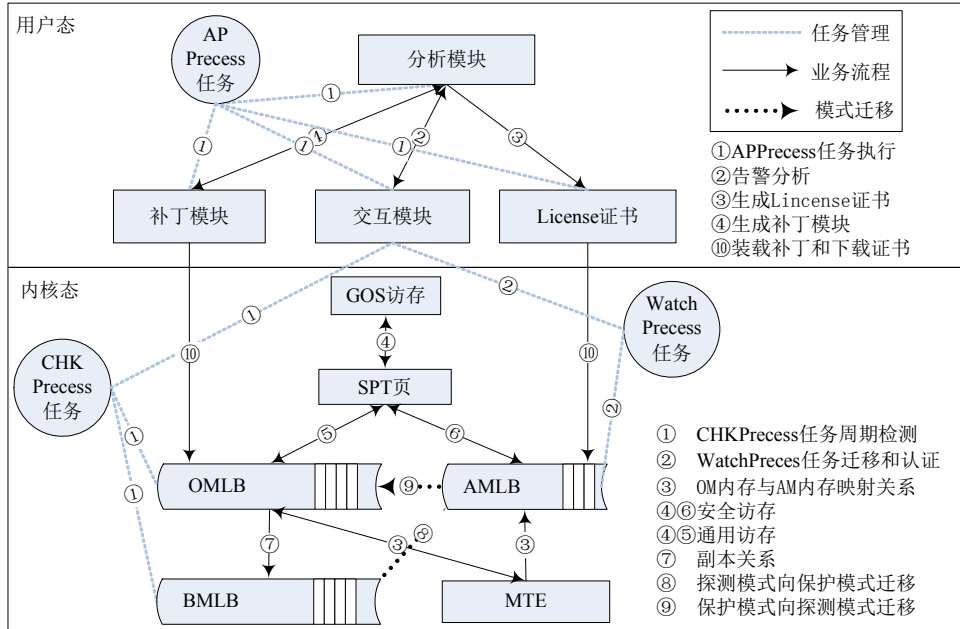 用户态
AP
Precess
任务
分析模块
任务管理
业务流程
模式迁移
①
④
①
①
②
①
③
补丁模块
交互模块
License证书
①APPrecess任务执行
②告警分析
③生成Lincense证书
④生成补丁模块
⑩装载补丁和下载证书
内核态
GOS访存
②
Watch
Precess
任务
①
⑩
④
⑩
CHK
Precess
任务
SPT页
②
①
⑤
⑥
①
OMLB
⑨
AMLB
⑦
③
⑧
③
BMLB
MTE
① CHKPrecess任务周期检测
② WatchPreces任务迁移和认证
③ OM内存与AM内存映射关系
④⑥安全访存
④⑤通用访存
⑦ 副本关系
⑧ 探测模式向保护模式迁移
⑨ 保护模式向探测模式迁移